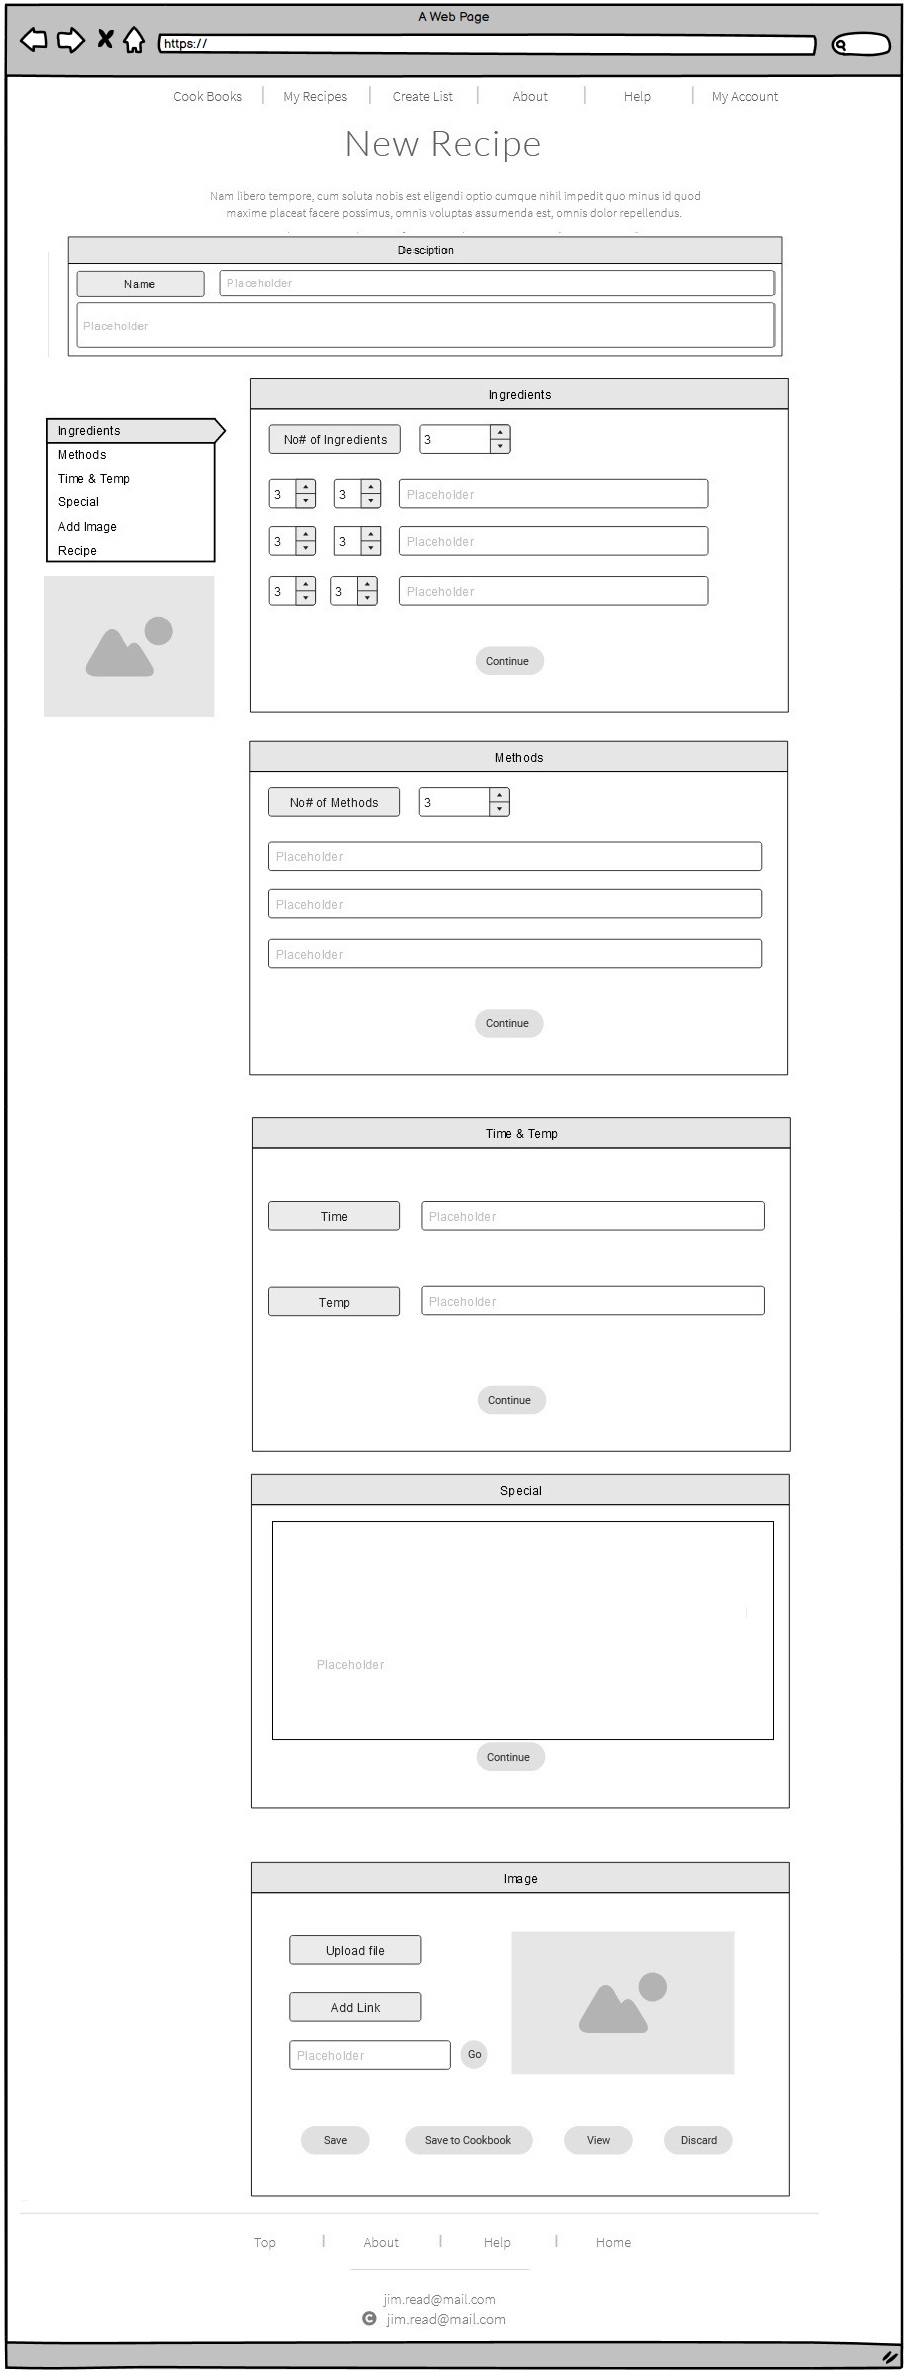 A Web Page
https://
Cook Books | My Recipes | Create List | About | Help | My Account
New Recipe
Nam libero tempore, cum soluta nobis est eligendi optio cumque nihil impedit quo minus id quod
maxime placeat facere possimus, omnis voluptas assumenda est, omnis dolor repellendus.
Desciption
Name Placeholder
Placeholder
Ingredients
Methods
Time & Temp
Special
Add Image
Recipe
Ingredients
No# of Ingredients 3
3 3 Placeholder
3 3 Placeholder
3 3 Placeholder
Continue
Methods
No# of Methods 3
Placeholder
Placeholder
Placeholder
Continue
Time & Temp
Time Placeholder
Temp Placeholder
Continue
Special
Placeholder
Continue
Image
Upload file
Add Link
Placeholder Go
Save Save to Cookbook View Discard
Top | About | Help | Home
jim.read@mail.com
© jim.read@mail.com